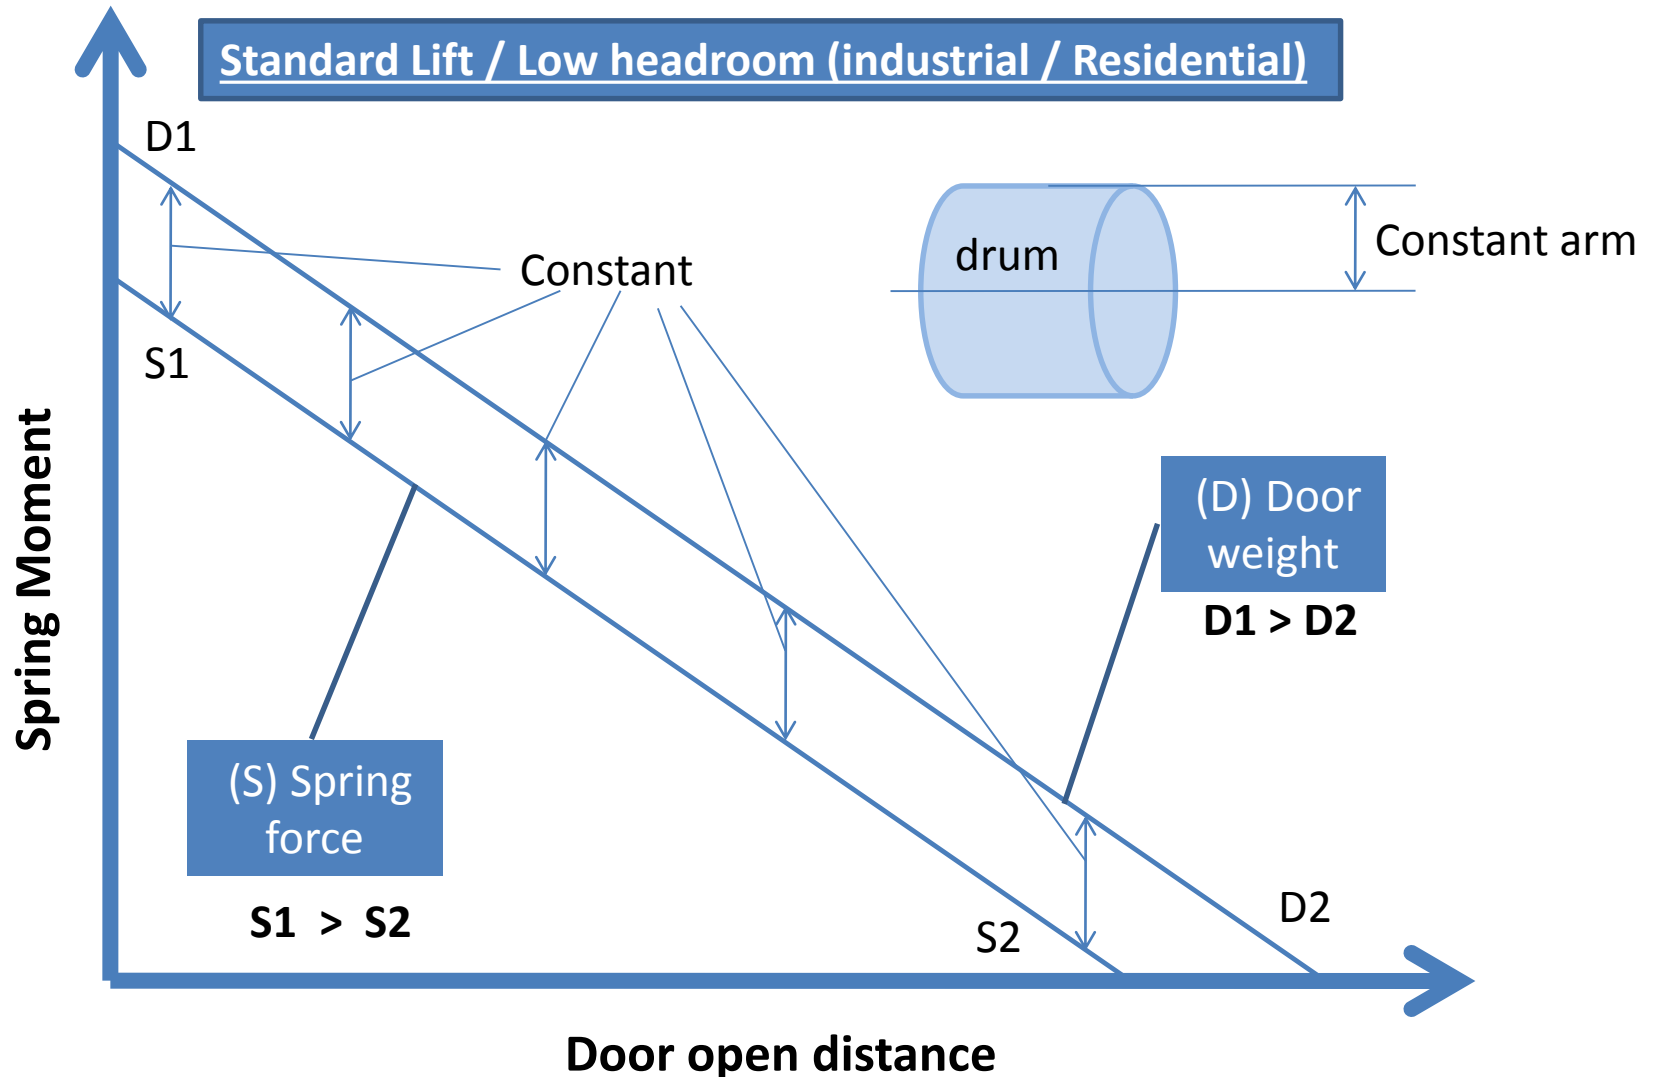 Standard Lift / Low headroom (industrial / Residential)
D1
Constant
drum
Constant arm
S1
Spring Moment
(D) Door
weight
D1 > D2
(S) Spring
force
S1 > S2
S2
D2
Door open distance